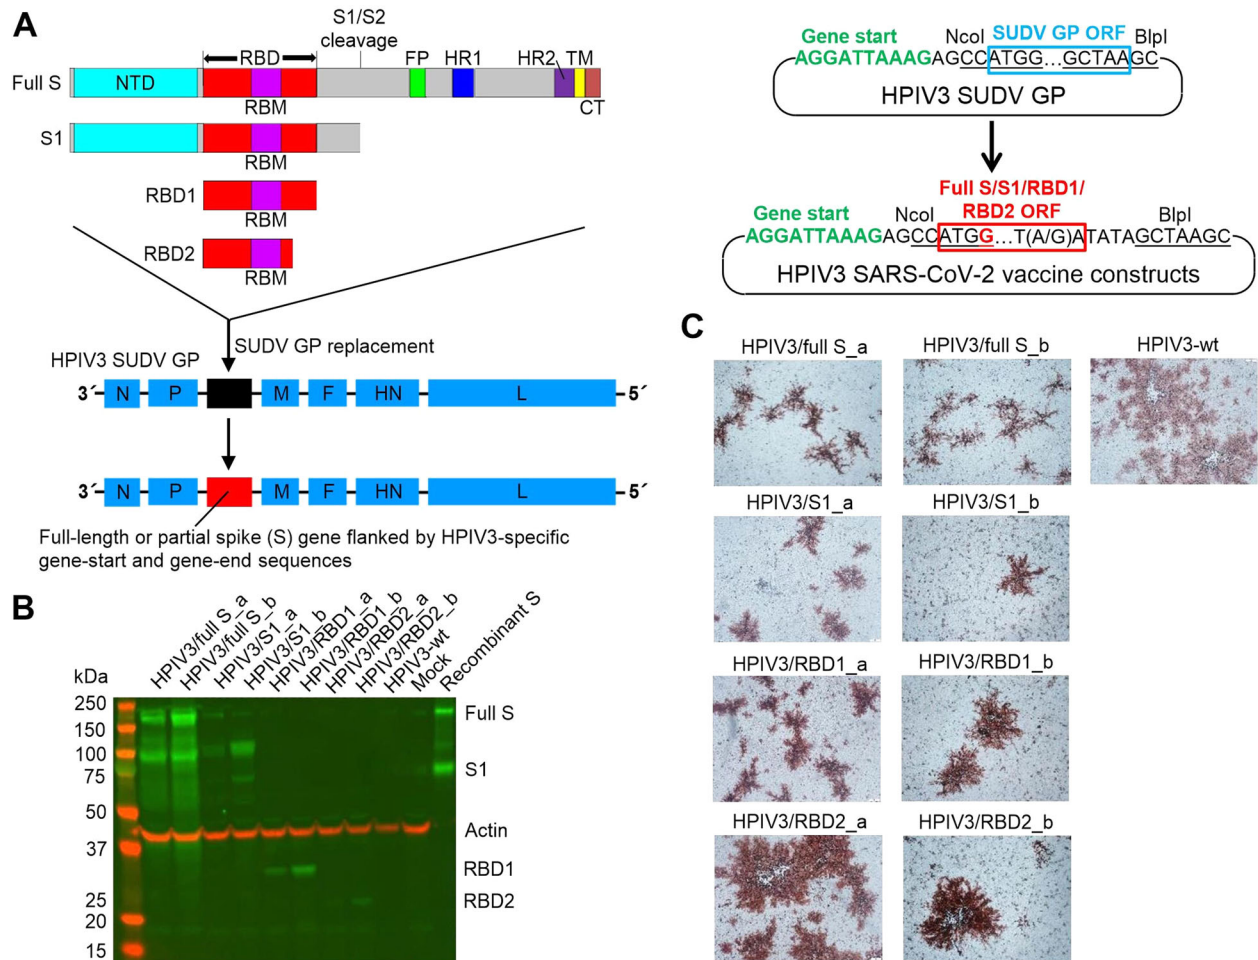 A
S1/S2
cleavage
RBD
FP
HR1
HR2
TM
Full S
NTD
RBM
CT
S1
RBM
RBD1
RBM
RBD2
RBM
HPIV3 SUDV GP
SUDV GP replacement
3´
N
P
M
F
HN
L
5´
3´
N
P
M
F
HN
L
5´
Full-length or partial spike (S) gene flanked by HPIV3-specific
gene-start and gene-end sequences
Gene start
NcoI
SUDV GP ORF
BlpI
AGGATTAAAGAGCCATGG…GCTAAGC
HPIV3 SUDV GP
Full S/S1/RBD1/
RBD2 ORF
Gene start
NcoI
BlpI
AGGATTAAAGAGCCATGG…T(A/G)ATATAGCTAAGC
HPIV3 SARS-CoV-2 vaccine constructs
B
HPIV3/full S_a
HPIV3/full S_b
HPIV3/S1_a
HPIV3/S1_b
HPIV3/RBD1_a
HPIV3/RBD1_b
HPIV3/RBD2_a
HPIV3/RBD2_b
HPIV3-wt
Mock
Recombinant S
kDa
250
150
100
75
50
37
25
20
15
Full S
S1
Actin
RBD1
RBD2
C
HPIV3/full S_a
HPIV3/full S_b
HPIV3-wt
HPIV3/S1_a
HPIV3/S1_b
HPIV3/RBD1_a
HPIV3/RBD1_b
HPIV3/RBD2_a
HPIV3/RBD2_b